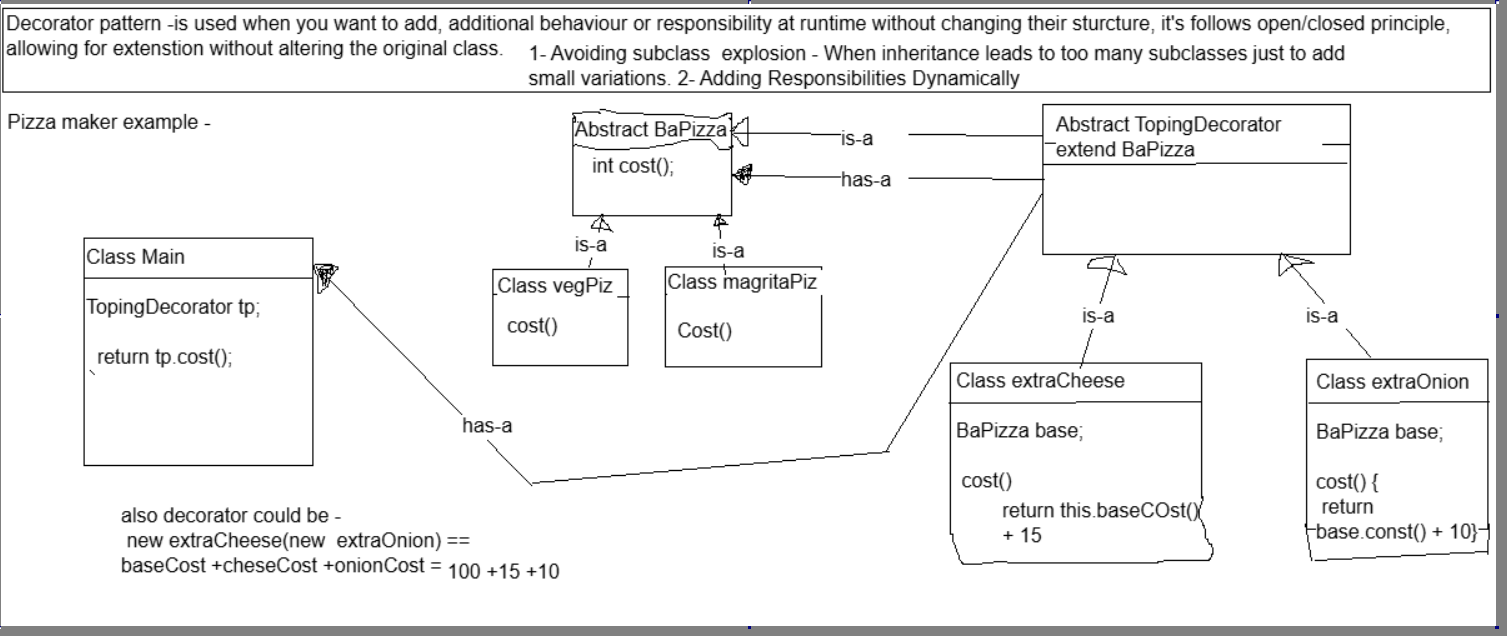 Decorator pattern -is used when you want to add, additional behaviour or responsibility at runtime without changing their sturcture, it's follows open/closed principle,
allowing for extenstion without altering the original class.
1- Avoiding subclass explosion - When inheritance leads to too many subclasses just to add
small variations. 2- Adding Responsibilities Dynamically
Pizza maker example -
Abstract BaPizza
int cost();
is-a
has-a
Abstract TopingDecorator
extend BaPizza
is-a
is-a
Class vegPiz
cost()
Class magritaPiz
Cost()
Class Main
TopingDecorator tp;
return tp.cost();
has-a
is-a
is-a
Class extraCheese
BaPizza base;
cost()
return this.baseCOst()
+ 15
Class extraOnion
BaPizza base;
cost() {
return
base.const() + 10}
also decorator could be -
new extraCheese(new extraOnion) ==
baseCost +cheseCost +onionCost = 100 +15 +10